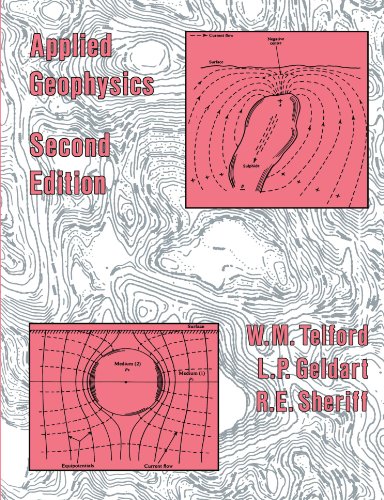 Applied
Geophysics
Second
Edition
Current flow
Negative
centre
Surface
Sulphide
Surface
Medium (2)
Medium (1)
Equipotentials
Current flow
W.M. Telford
L.P. Geldart
R.E. Sheriff